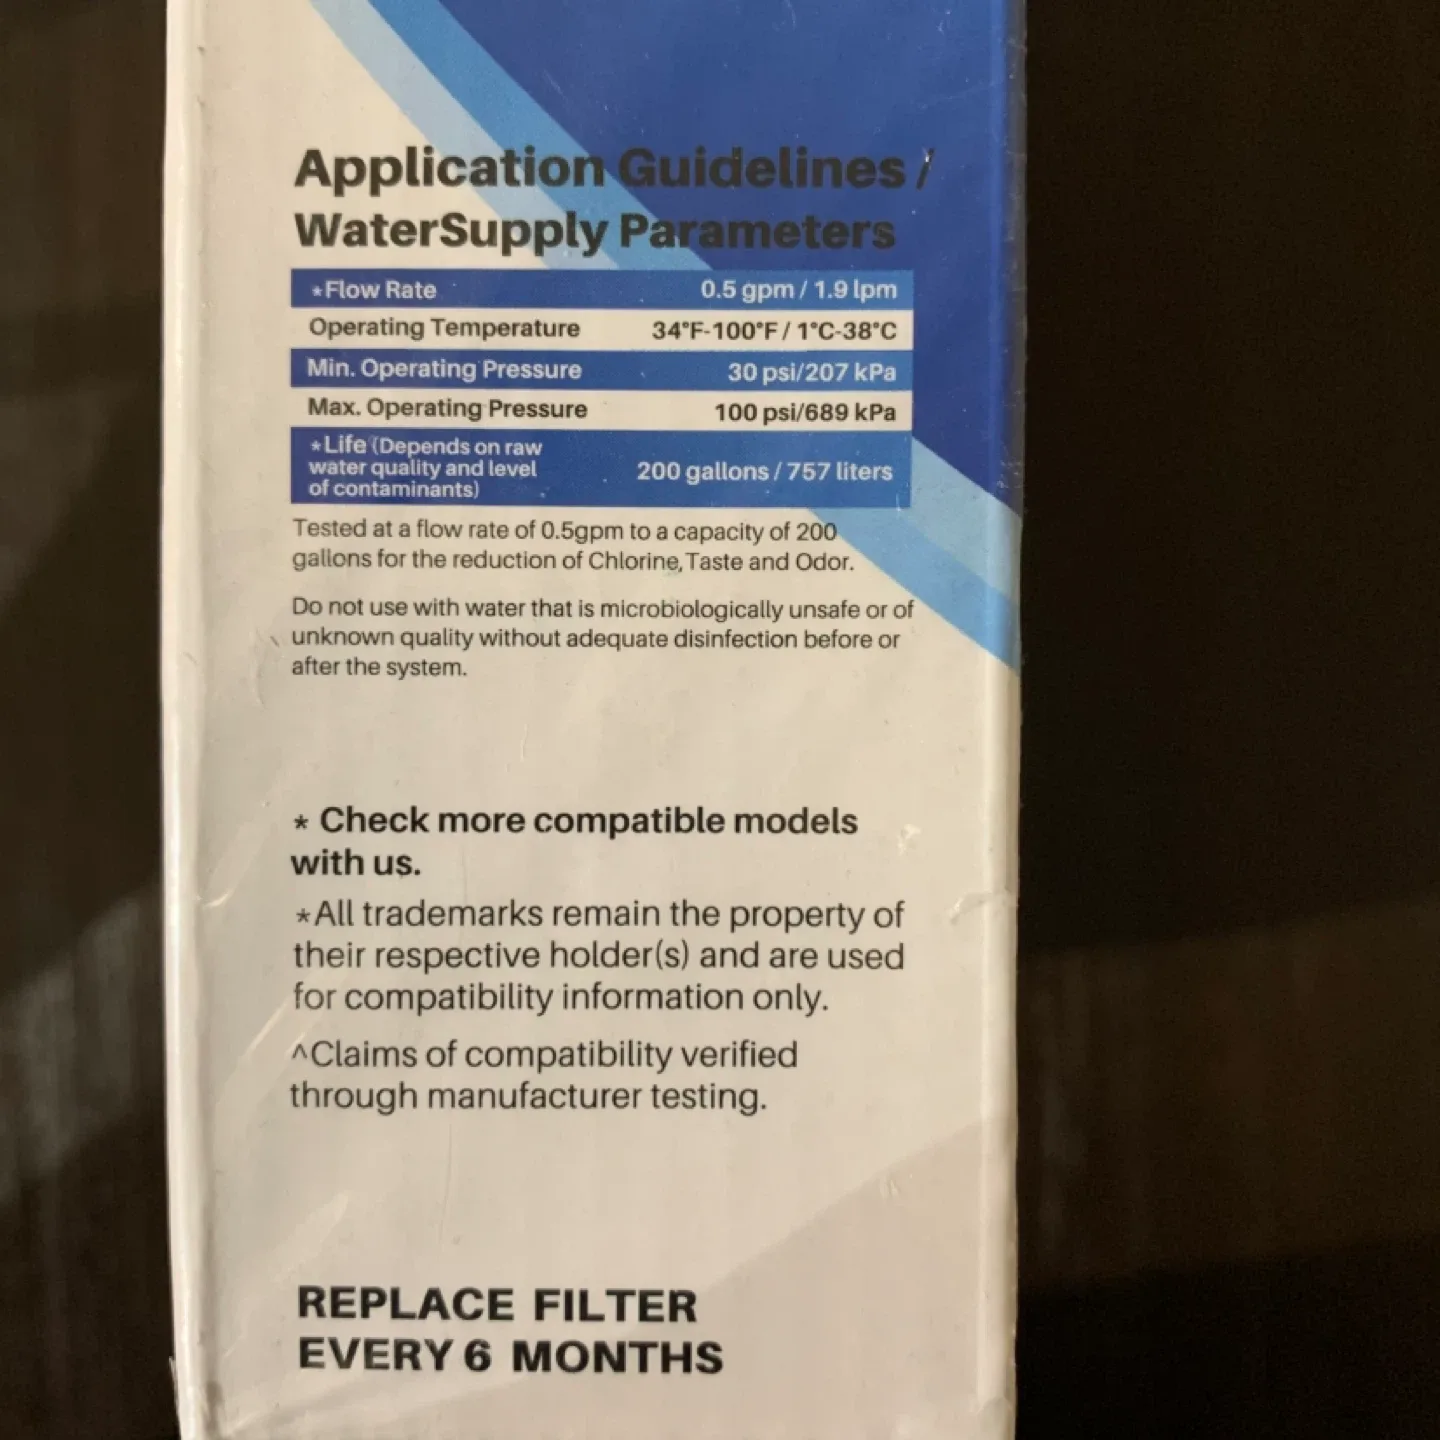 Application Guidelines /
WaterSupply Parameters
*Flow Rate 0.5 gpm / 1.9 lpm
Operating Temperature 34°F-100°F / 1°C-38°C
Min. Operating Pressure 30 psi/207 kPa
Max. Operating Pressure 100 psi/689 kPa
*Life (Depends on raw
water quality and level
of contaminants) 200 gallons / 757 liters
Tested at a flow rate of 0.5gpm to a capacity of 200
gallons for the reduction of Chlorine,Taste and Odor.
Do not use with water that is microbiologically unsafe or of
unknown quality without adequate disinfection before or
after the system.
* Check more compatible models
with us.
*All trademarks remain the property of
their respective holder(s) and are used
for compatibility information only.
^Claims of compatibility verified
through manufacturer testing.
REPLACE FILTER
EVERY 6 MONTHS